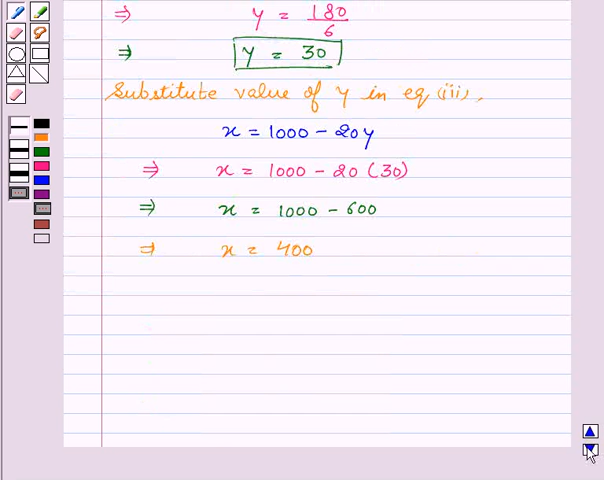 ⇒ y = 180/6
⇒ y = 30
Substitute value of y in eq (iii),
x = 1000 - 20y
⇒ x = 1000 - 20 (30)
⇒ x = 1000 - 600
⇒ x = 400